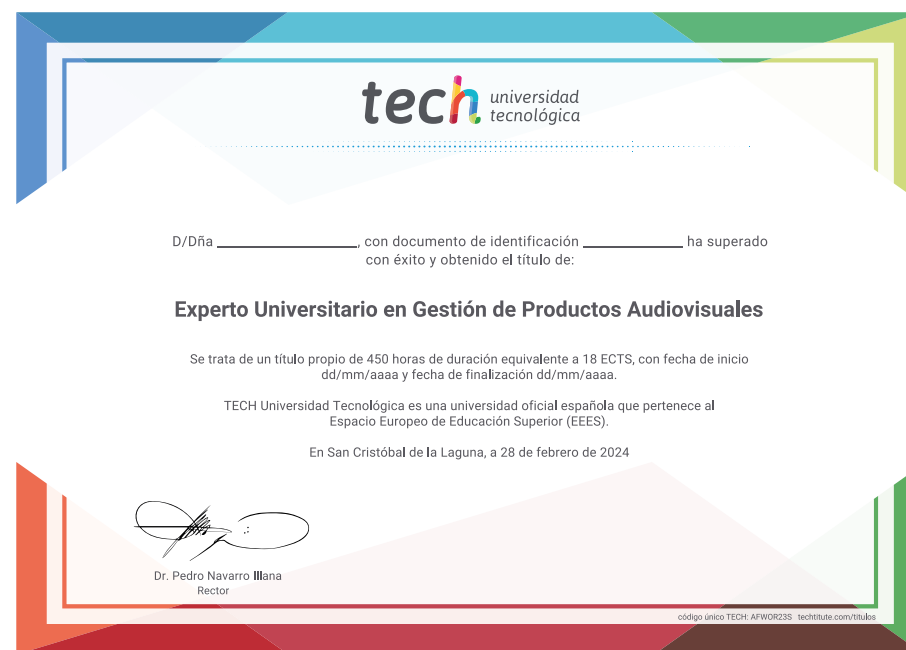 tech universidad
tecnológica
D/Dña ____________________, con documento de identificación ______________ ha superado
con éxito y obtenido el título de:
Experto Universitario en Gestión de Productos Audiovisuales
Se trata de un título propio de 450 horas de duración equivalente a 18 ECTS, con fecha de inicio
dd/mm/aaaa y fecha de finalización dd/mm/aaaa.
TECH Universidad Tecnológica es una universidad oficial española que pertenece al
Espacio Europeo de Educación Superior (EEES).
En San Cristóbal de la Laguna, a 28 de febrero de 2024
Dr. Pedro Navarro Illana
Rector
código único TECH: AFWOR23S techtitute.com/titulos